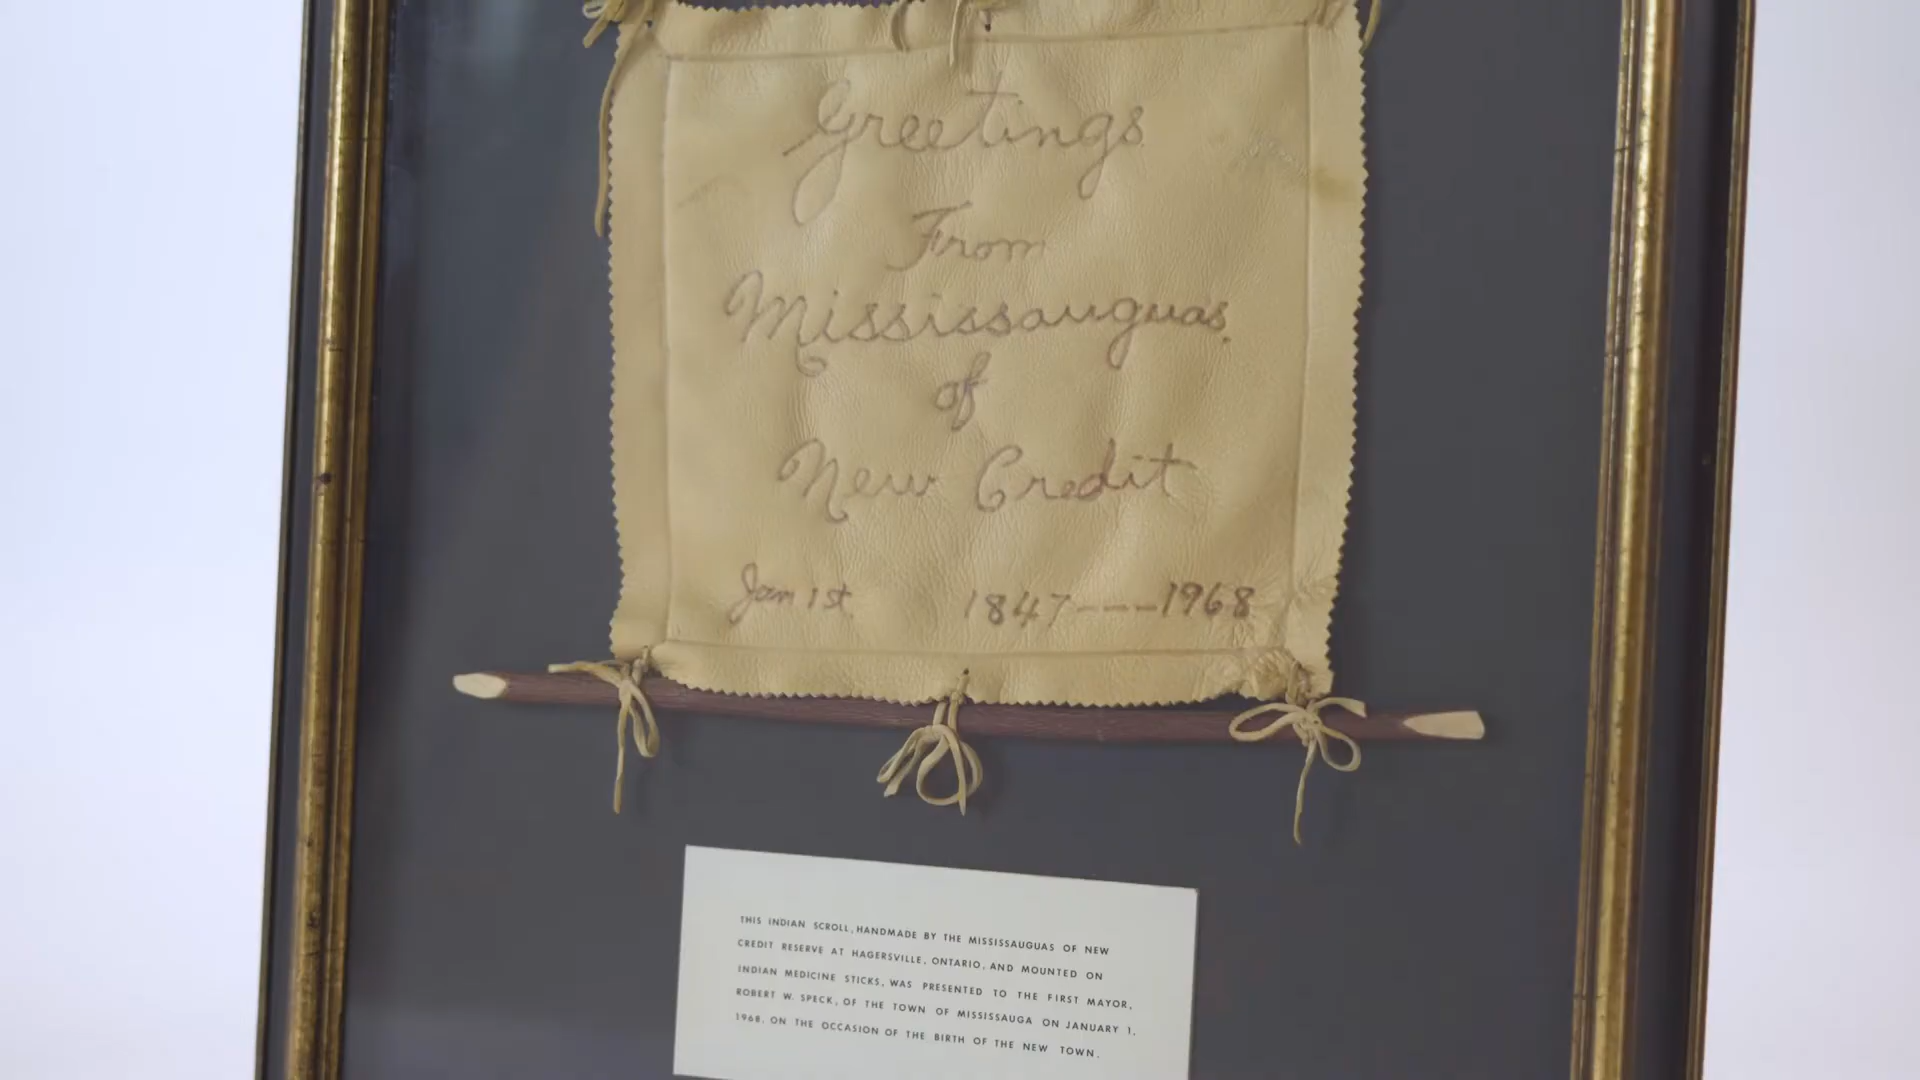 Greetings
From
Mississauguas
of
New Credit
Jan 1st 1847---1968
THIS INDIAN SCROLL, HANDMADE BY THE MISSISSAUGUAS OF NEW
CREDIT RESERVE AT HAGERSVILLE, ONTARIO, AND MOUNTED ON
INDIAN MEDICINE STICKS, WAS PRESENTED TO THE FIRST MAYOR,
ROBERT W. SPECK, OF THE TOWN OF MISSISSAUGA ON JANUARY 1,
1968, ON THE OCCASION OF THE BIRTH OF THE NEW TOWN.